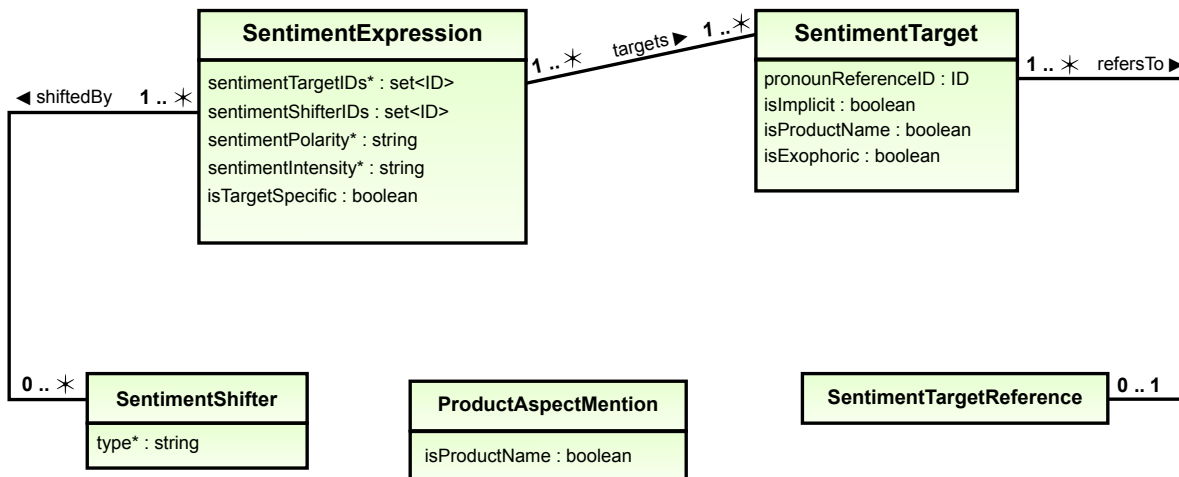 SentimentExpression
sentimentTargetIDs* : set<ID>
sentimentShifterIDs : set<ID>
sentimentPolarity* : string
sentimentIntensity* : string
isTargetSpecific : boolean
1 .. *
targets ►
1 .. *
SentimentTarget
pronounReferenceID : ID
isImplicit : boolean
isProductName : boolean
isExophoric : boolean
1 .. *
refersTo ►
◄ shiftedBy
1 .. *
0 .. *
SentimentShifter
type* : string
ProductAspectMention
isProductName : boolean
SentimentTargetReference
0 .. 1